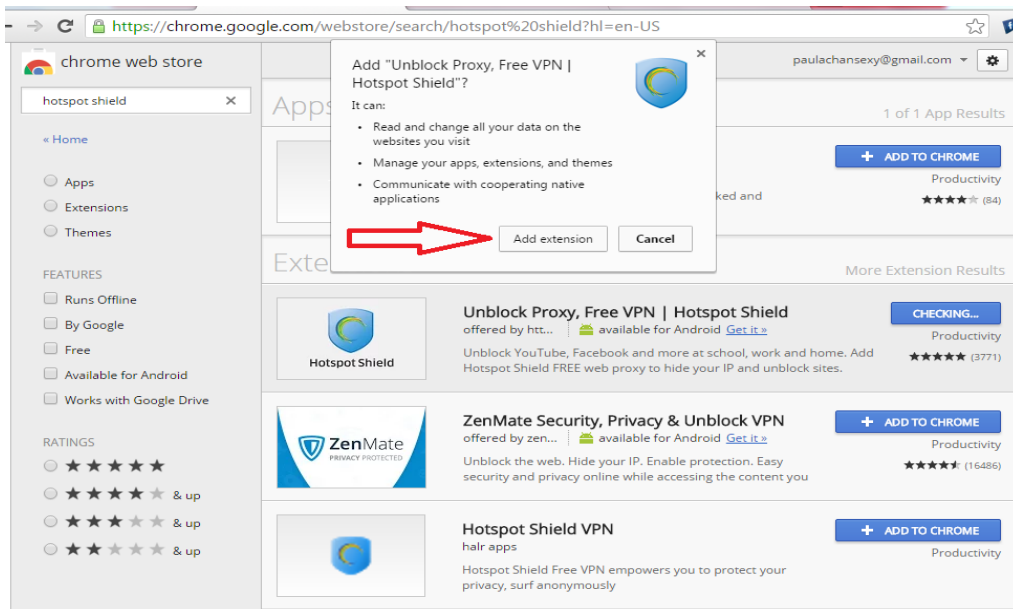 https://chrome.google.com/webstore/search/hotspot%20shield?hl=en-US
chrome web store
paulachansexy@gmail.com
hotspot shield
« Home
Apps
Extensions
Themes
FEATURES
Runs Offline
By Google
Free
Available for Android
Works with Google Drive
RATINGS
& up
& up
& up
Add "Unblock Proxy, Free VPN |
Hotspot Shield"?
It can:
• Read and change all your data on the
websites you visit
• Manage your apps, extensions, and themes
• Communicate with cooperating native
applications
Add extension
Cancel
Apps
1 of 1 App Results
+ ADD TO CHROME
Productivity
(84)
ked and
Exte
More Extension Results
Hotspot Shield
Unblock Proxy, Free VPN | Hotspot Shield
offered by htt...
available for Android Get it »
Unblock YouTube, Facebook and more at school, work and home. Add
Hotspot Shield FREE web proxy to hide your IP and unblock sites.
CHECKING...
Productivity
(3771)
ZenMate
PRIVACY PROTECTED
ZenMate Security, Privacy & Unblock VPN
offered by zen...
available for Android Get it »
Unblock the web. Hide your IP. Enable protection. Easy
security and privacy online while accessing the content you
+ ADD TO CHROME
Productivity
(16486)
Hotspot Shield VPN
halr apps
Hotspot Shield Free VPN empowers you to protect your
privacy, surf anonymously
+ ADD TO CHROME
Productivity